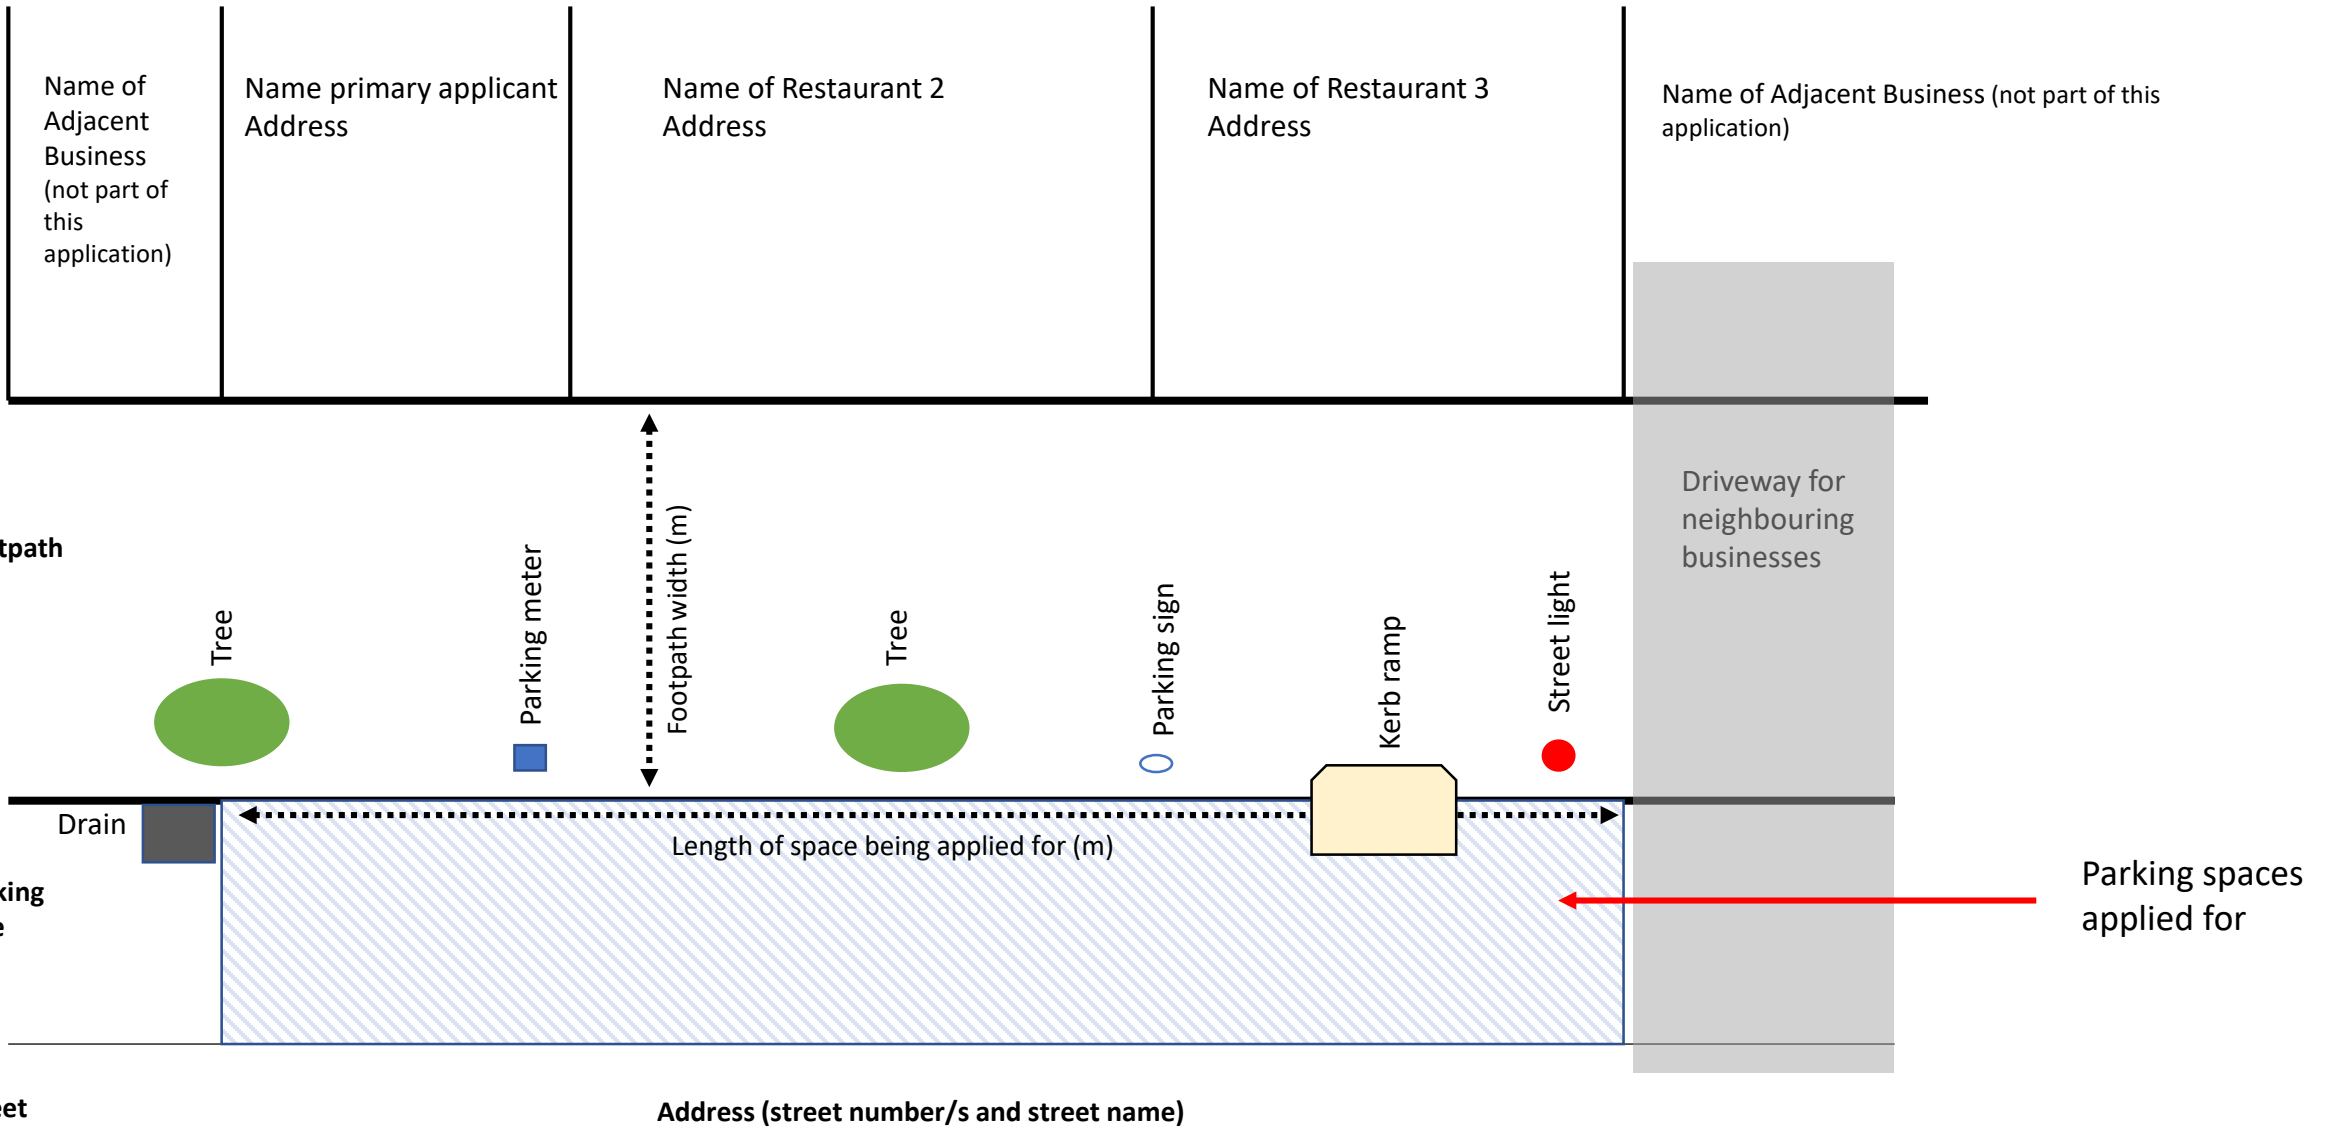 Name of
Adjacent
Business
(not part of
this
application)
Name primary applicant
Address
Name of Restaurant 2
Address
Name of Restaurant 3
Address
Name of Adjacent Business (not part of this
application)
Driveway for
neighbouring
businesses
tpath
Tree
Parking meter
Footpath width (m)
Tree
Parking sign
Kerb ramp
Street light
Drain
Length of space being applied for (m)
king
e
Parking spaces
applied for
eet
Address (street number/s and street name)